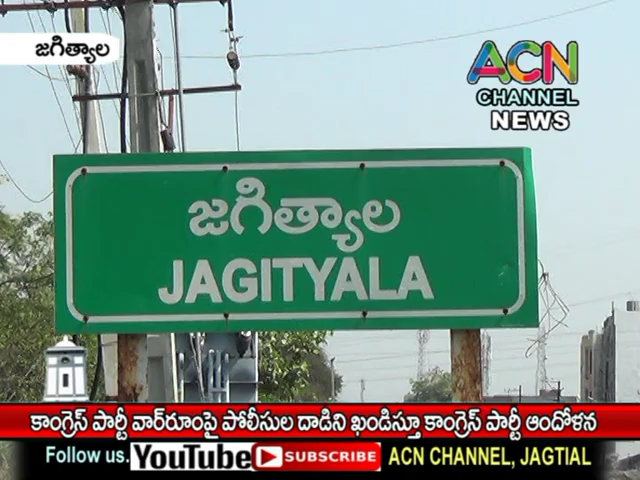 జగిత్యాల
ACN
CHANNEL
NEWS
జగిత్యాల
JAGITYALA
కాంగ్రెస్ పార్టీ వార్‌రూంపై పోలీసుల దాడిని ఖండిస్తూ కాంగ్రెస్ పార్టీ ఆందోళన
Follow us. YouTube SUBSCRIBE ACN CHANNEL, JAGTIAL